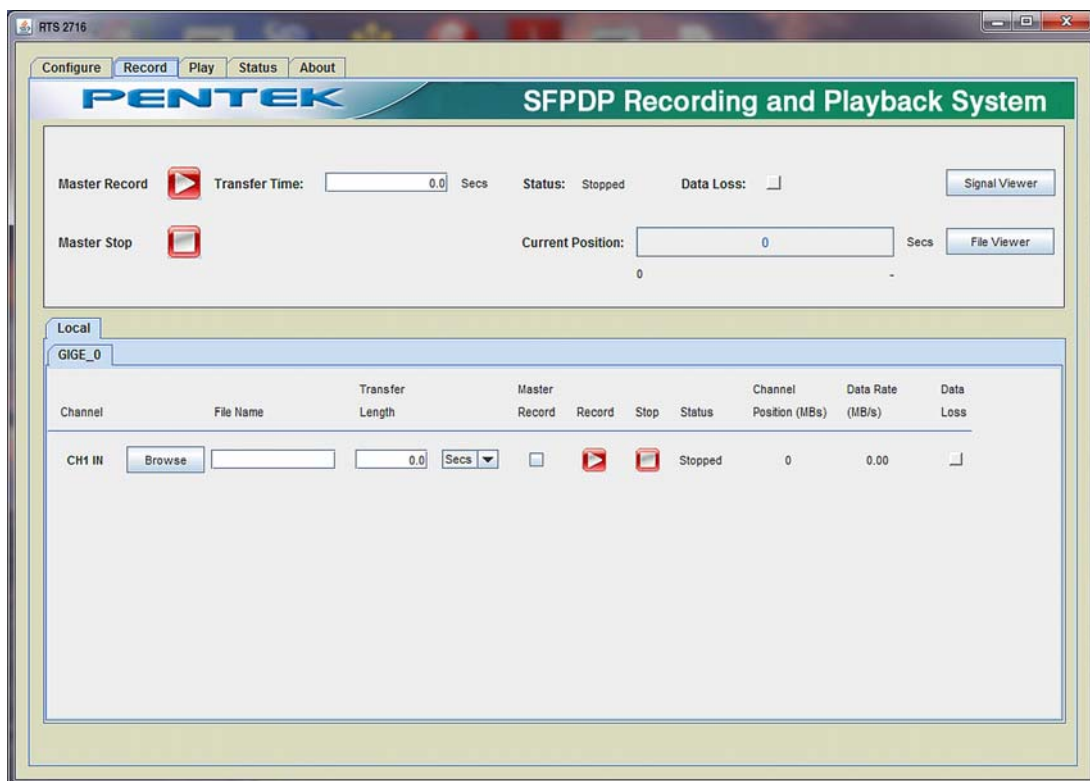 RTS 2716
Configure Record Play Status About
PENTEK SFPDP Recording and Playback System
Master Record Transfer Time: 0.0 Secs Status: Stopped Data Loss: Signal Viewer
Master Stop Current Position: 0 Secs File Viewer
0 -
Local
GIGE_0
Transfer Master Channel Data Rate Data
Channel File Name Length Record Record Stop Status Position (MBs) (MB/s) Loss
CH1 IN Browse 0.0 Secs Stopped 0 0.00